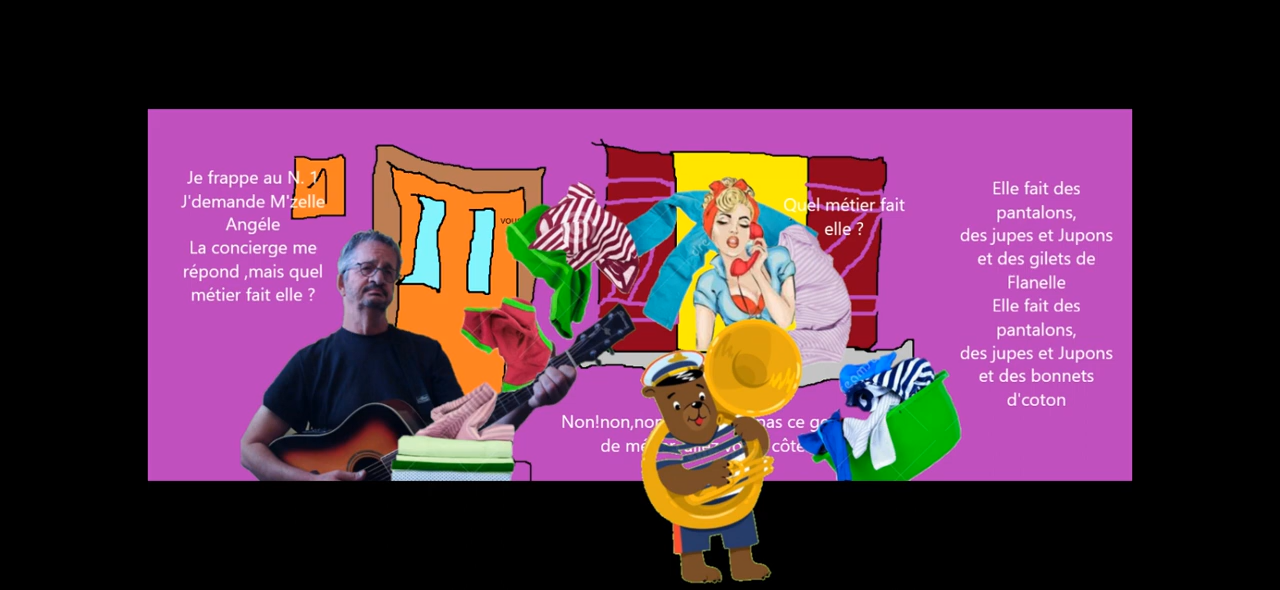 Je frappe au N. 1
J'demande M'zelle
Angéle
La concierge me
répond ,mais quel
métier fait elle ?
vou
Quel métier fait
elle ?
Non!non,non pas ce
de côté
Elle fait des
pantalons,
des jupes et Jupons
et des gilets de
Flanelle
Elle fait des
pantalons,
des jupes et Jupons
et des bonnets
d'coton